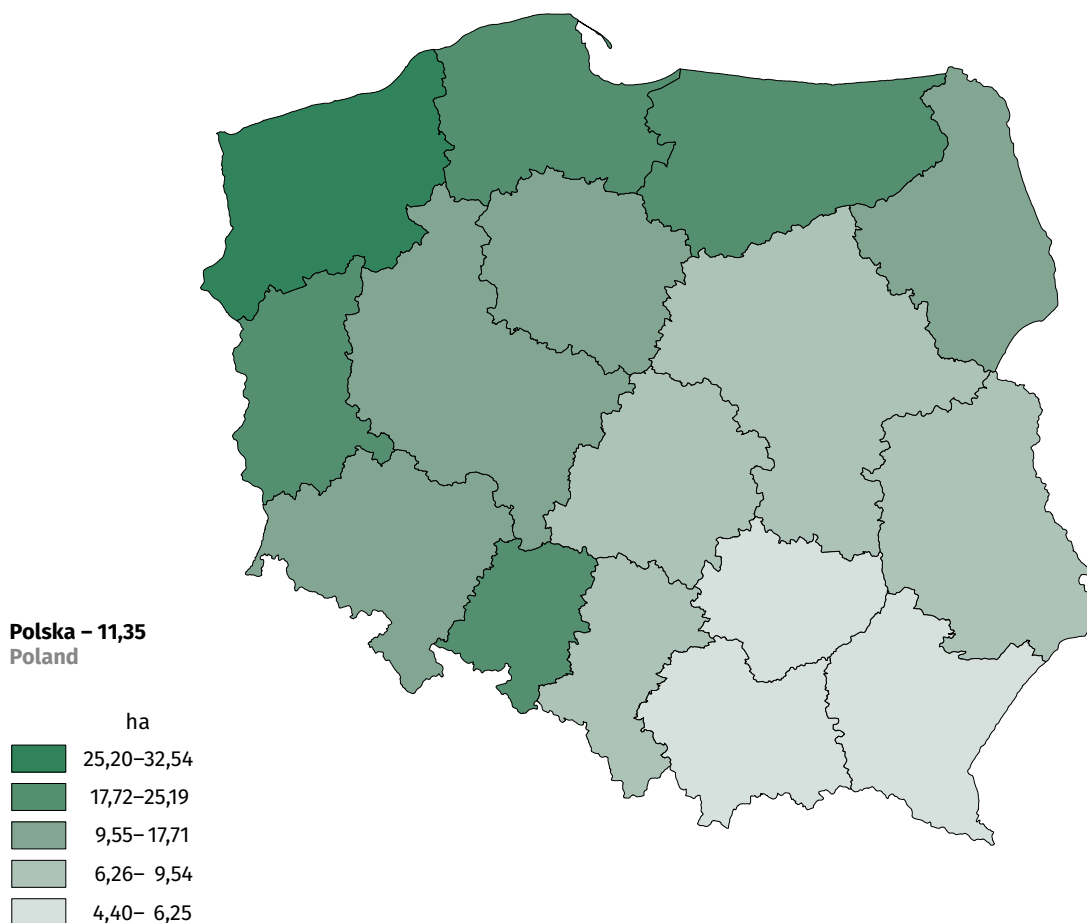 Polska – 11,35
Poland
ha
25,20–32,54
17,72–25,19
9,55– 17,71
6,26– 9,54
4,40– 6,25